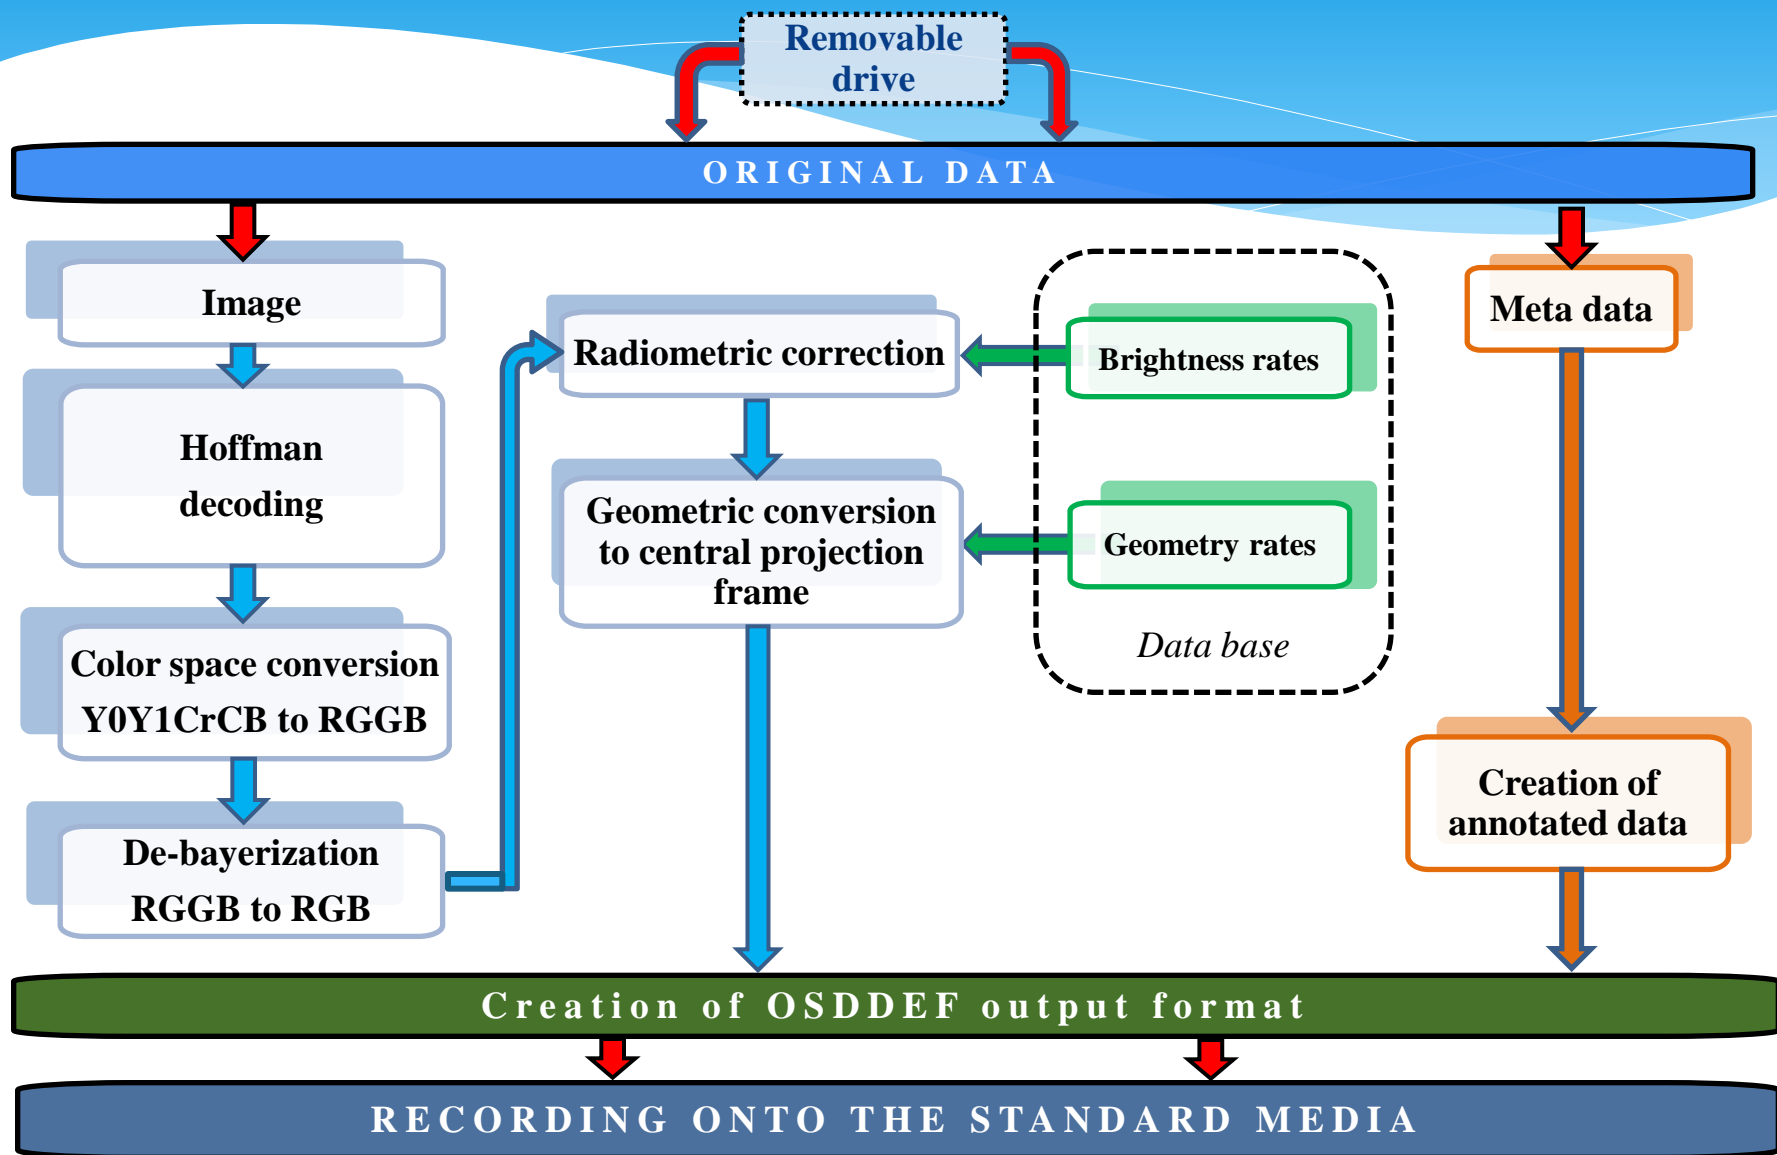 Removable
drive
ORIGINAL DATA
Image
Hoffman
decoding
Color space conversion
Y0Y1CrCB to RGGB
De-bayerization
RGGB to RGB
Radiometric correction
Geometric conversion
to central projection
frame
Brightness rates
Geometry rates
Data base
Meta data
Creation of
annotated data
Creation of OSDDEF output format
RECORDING ONTO THE STANDARD MEDIA